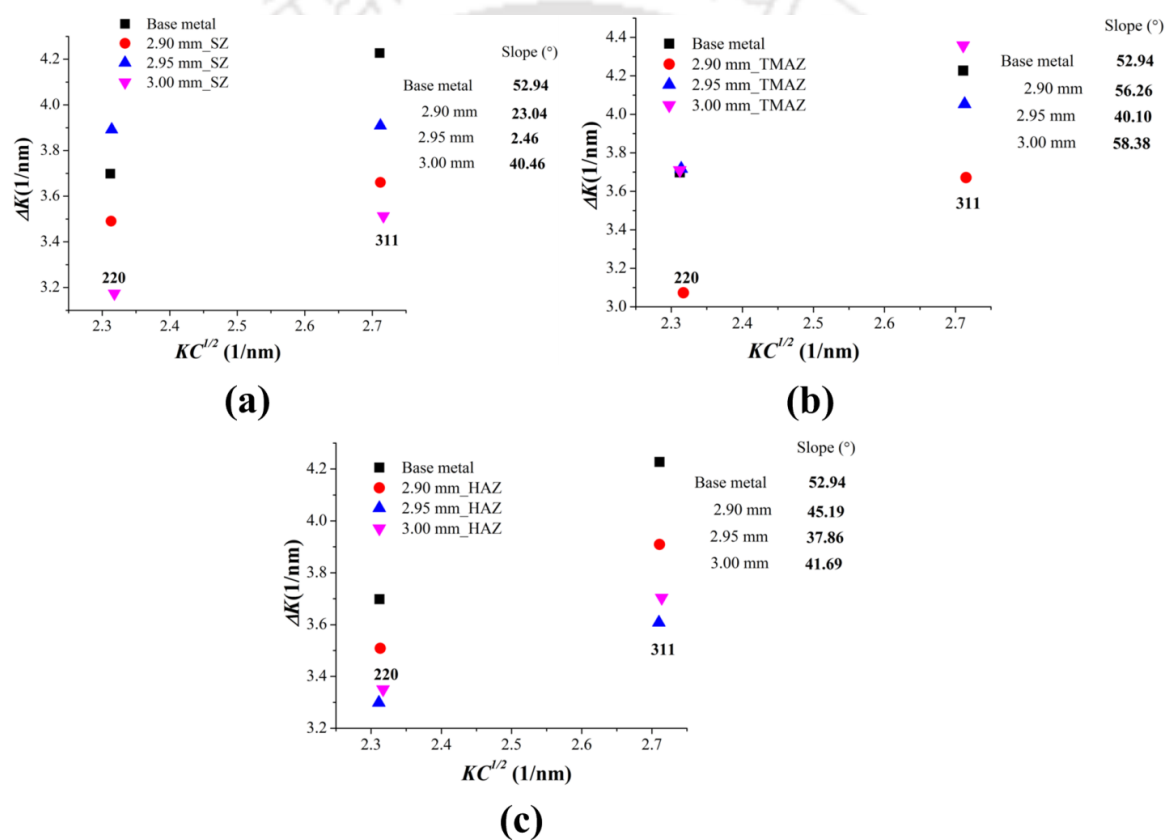 Base metal
2.90 mm_SZ
2.95 mm_SZ
3.00 mm_SZ
Slope (°)
Base metal 52.94
2.90 mm 23.04
2.95 mm 2.46
3.00 mm 40.46
4.2
4.0
3.8
3.6
3.4
3.2
ΔK(1/nm)
220
311
2.3 2.4 2.5 2.6 2.7
KC^{1/2} (1/nm)
(a)
Base metal
2.90 mm_TMAZ
2.95 mm_TMAZ
3.00 mm_TMAZ
Slope (°)
Base metal 52.94
2.90 mm 56.26
2.95 mm 40.10
3.00 mm 58.38
4.4
4.2
4.0
3.8
3.6
3.4
3.2
3.0
ΔK(1/nm)
220
311
2.3 2.4 2.5 2.6 2.7
KC^{1/2} (1/nm)
(b)
Base metal
2.90 mm_HAZ
2.95 mm_HAZ
3.00 mm_HAZ
Slope (°)
Base metal 52.94
2.90 mm 45.19
2.95 mm 37.86
3.00 mm 41.69
4.2
4.0
3.8
3.6
3.4
3.2
ΔK(1/nm)
220
311
2.3 2.4 2.5 2.6 2.7
KC^{1/2} (1/nm)
(c)